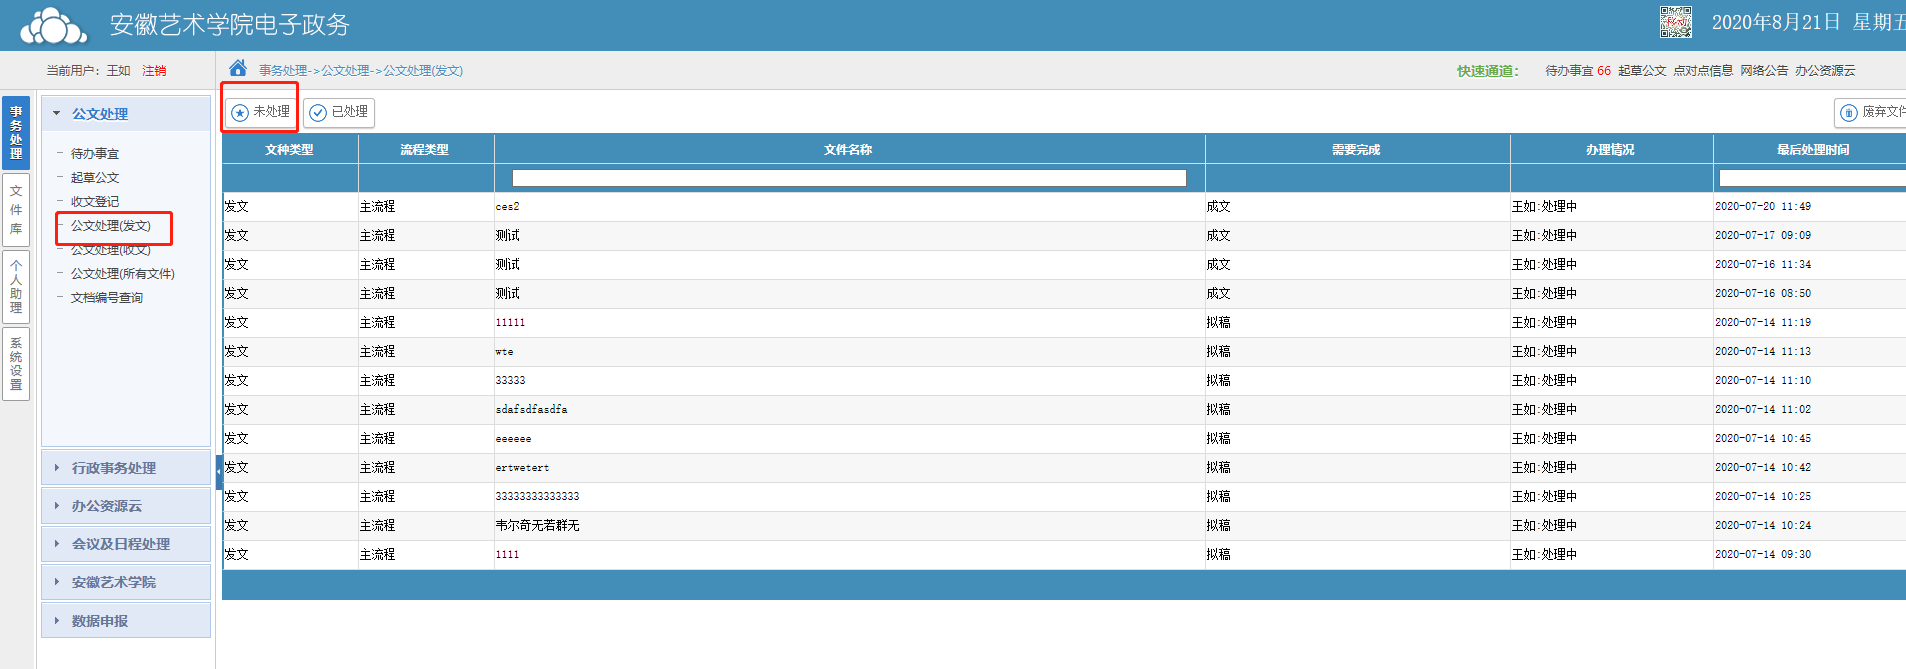 安徽艺术学院电子政务
2020年8月21日 星期五
当前用户：王如 注销
事务处理->公文处理->公文处理(发文)
快速通道： 待办事宜 66 起草公文 点对点信息 网络公告 办公资源云
事务处理
文件库
个人助理
系统设置
公文处理
待办事宜
起草公文
收文登记
公文处理(发文)
公文处理(收文)
公文处理(所有文件)
文档编号查询
行政事务处理
办公资源云
会议及日程处理
安徽艺术学院
数据申报
未处理 已处理 废弃文件
文种类型 流程类型 文件名称 需要完成 办理情况 最后处理时间
发文 主流程 ces2 成文 王如:处理中 2020-07-20 11:49
发文 主流程 测试 成文 王如:处理中 2020-07-17 09:09
发文 主流程 测试 成文 王如:处理中 2020-07-16 11:34
发文 主流程 测试 成文 王如:处理中 2020-07-16 08:50
发文 主流程 11111 拟稿 王如:处理中 2020-07-14 11:19
发文 主流程 wte 拟稿 王如:处理中 2020-07-14 11:13
发文 主流程 33333 拟稿 王如:处理中 2020-07-14 11:10
发文 主流程 sdafsdfasdfa 拟稿 王如:处理中 2020-07-14 11:02
发文 主流程 eeeeee 拟稿 王如:处理中 2020-07-14 10:45
发文 主流程 ertwetert 拟稿 王如:处理中 2020-07-14 10:42
发文 主流程 33333333333333 拟稿 王如:处理中 2020-07-14 10:25
发文 主流程 韦尔奇无若群无 拟稿 王如:处理中 2020-07-14 10:24
发文 主流程 1111 拟稿 王如:处理中 2020-07-14 09:30